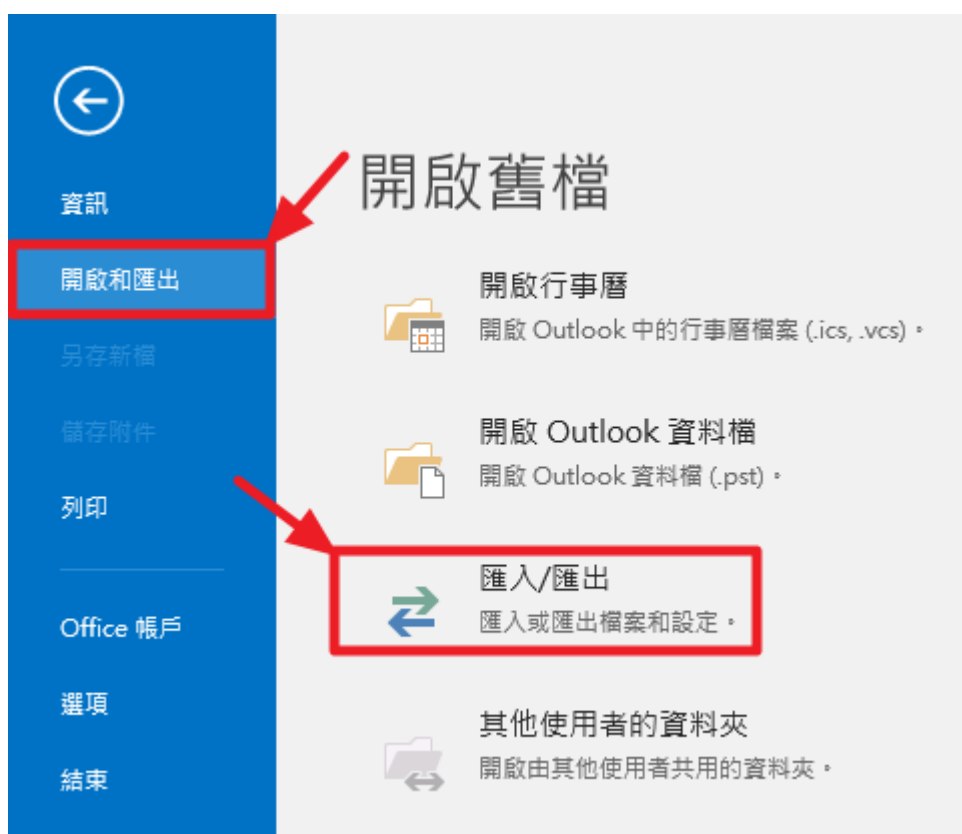 資訊
開啟和匯出
另存新檔
儲存附件
列印
Office 帳戶
選項
結束
開啟舊檔
開啟行事曆
開啟 Outlook 中的行事曆檔案 (.ics, .vcs)。
開啟 Outlook 資料檔
開啟 Outlook 資料檔 (.pst)。
匯入/匯出
匯入或匯出檔案和設定。
其他使用者的資料夾
開啟由其他使用者共用的資料夾。